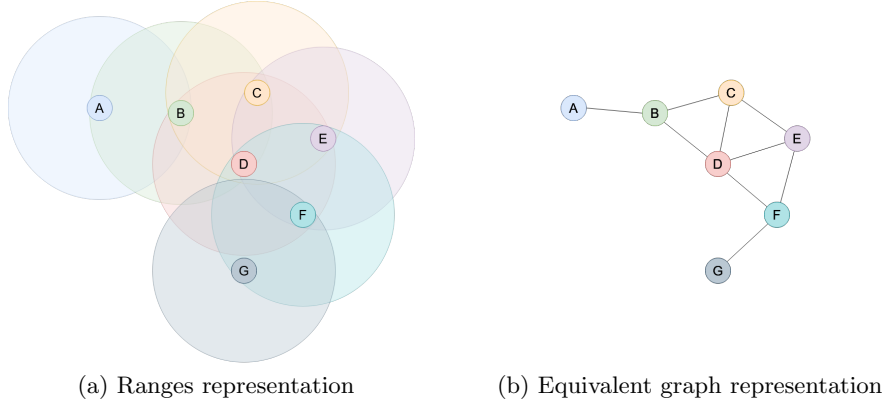 C
C
A
A
B
B
E
E
D
D
F
F
G
G
(a) Ranges representation
(b) Equivalent graph representation